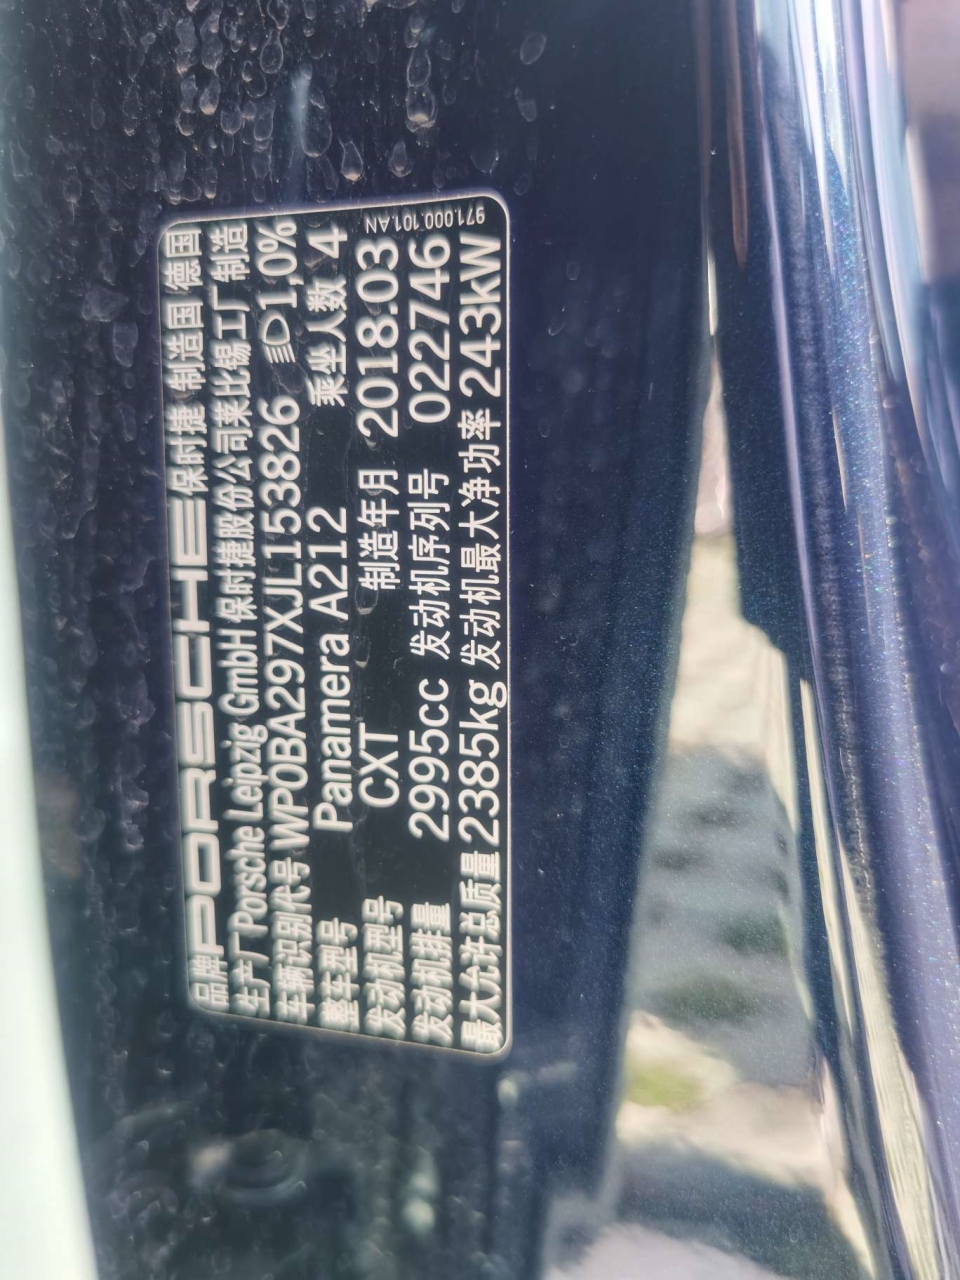 品牌 PORSCHE 保时捷 制造国 德国
生产厂 Porsche Leipzig GmbH 保时捷股份公司莱比锡工厂制造
车辆识别代号 WP0BA297XJL153826 1,0%
整车型号 Panamera A212 乘坐人数 4
发动机型号 CXT 制造年月 2018.03
发动机排量 2995cc 发动机序列号 022746
最大允许总质量 2385kg 发动机最大净功率 243kW
971.000.101.AN